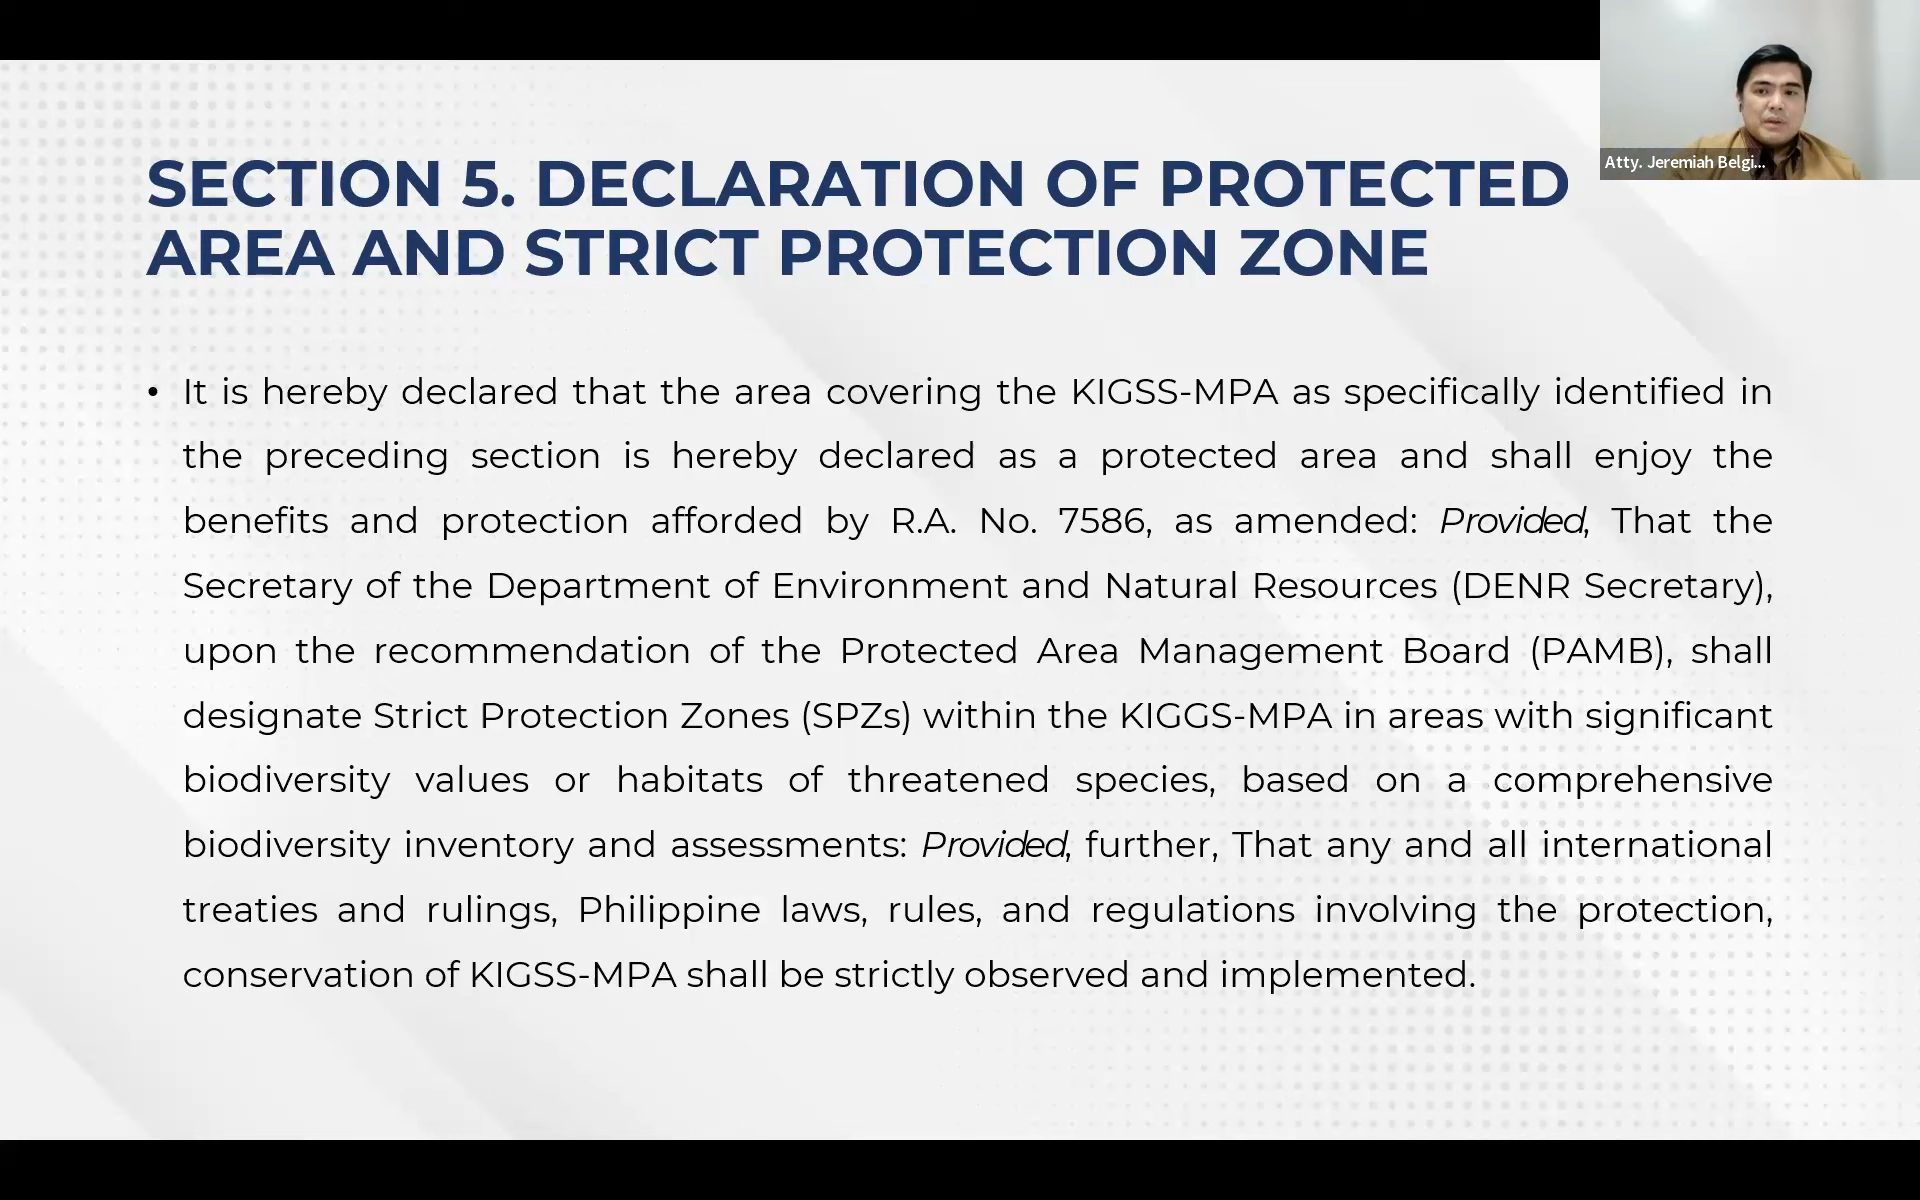 SECTION 5. DECLARATION OF PROTECTED
AREA AND STRICT PROTECTION ZONE
Atty. Jeremiah Belgi...
• It is hereby declared that the area covering the KIGSS-MPA as specifically identified in
the preceding section is hereby declared as a protected area and shall enjoy the
benefits and protection afforded by R.A. No. 7586, as amended: Provided, That the
Secretary of the Department of Environment and Natural Resources (DENR Secretary),
upon the recommendation of the Protected Area Management Board (PAMB), shall
designate Strict Protection Zones (SPZs) within the KIGGS-MPA in areas with significant
biodiversity values or habitats of threatened species, based on a comprehensive
biodiversity inventory and assessments: Provided, further, That any and all international
treaties and rulings, Philippine laws, rules, and regulations involving the protection,
conservation of KIGSS-MPA shall be strictly observed and implemented.